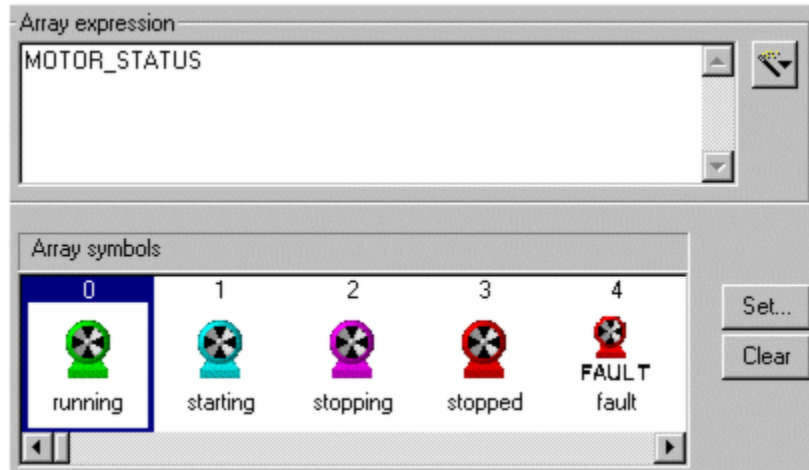 Array expression
MOTOR_STATUS
Array symbols
0 1 2 3 4
FAULT
running starting stopping stopped fault
Set...
Clear